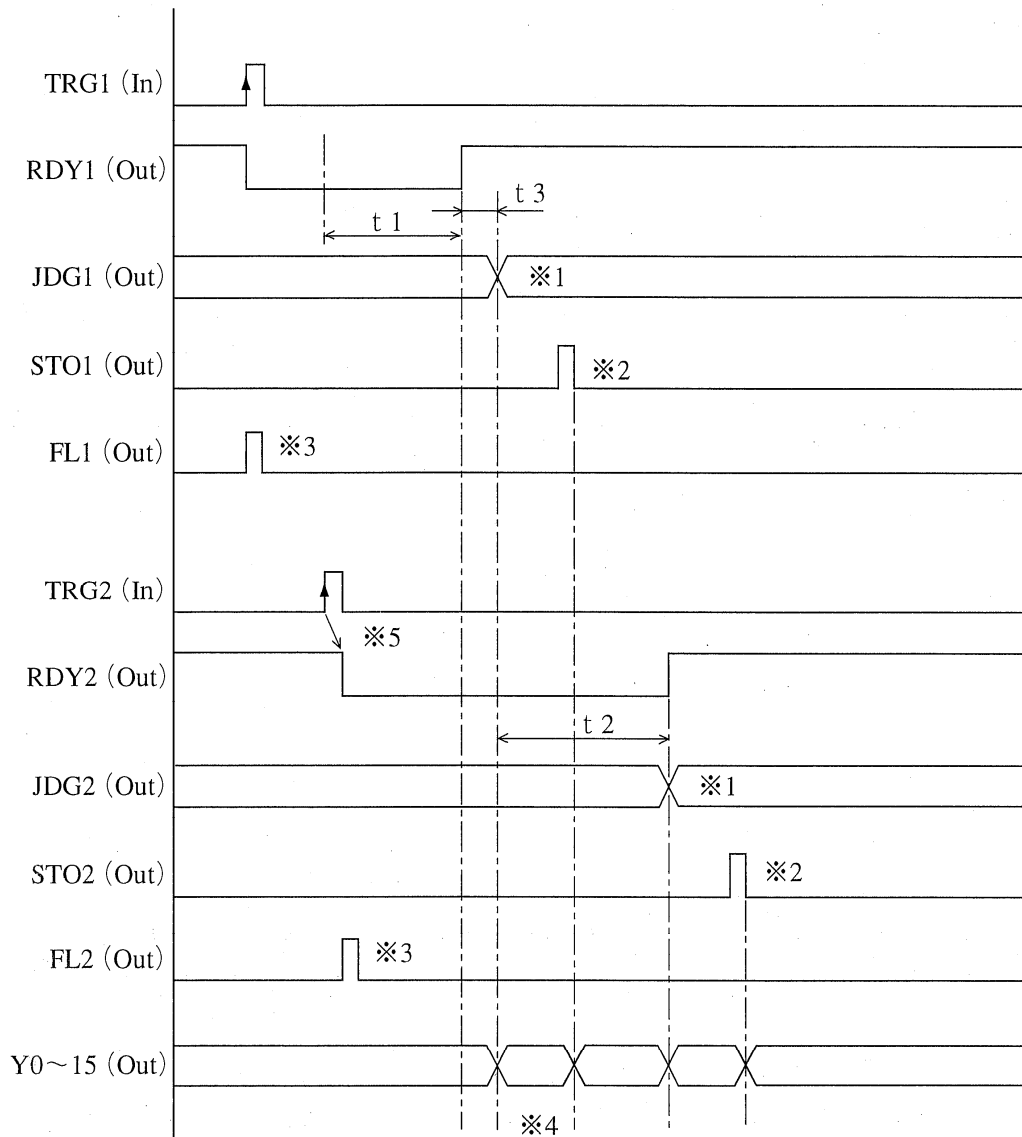 TRG1 (In)
RDY1 (Out)
t 3
t 1
JDG1 (Out)
※1
STO1 (Out)
※2
FL1 (Out)
※3
TRG2 (In)
※5
RDY2 (Out)
t 2
JDG2 (Out)
※1
STO2 (Out)
※2
FL2 (Out)
※3
Y0～15 (Out)
※4